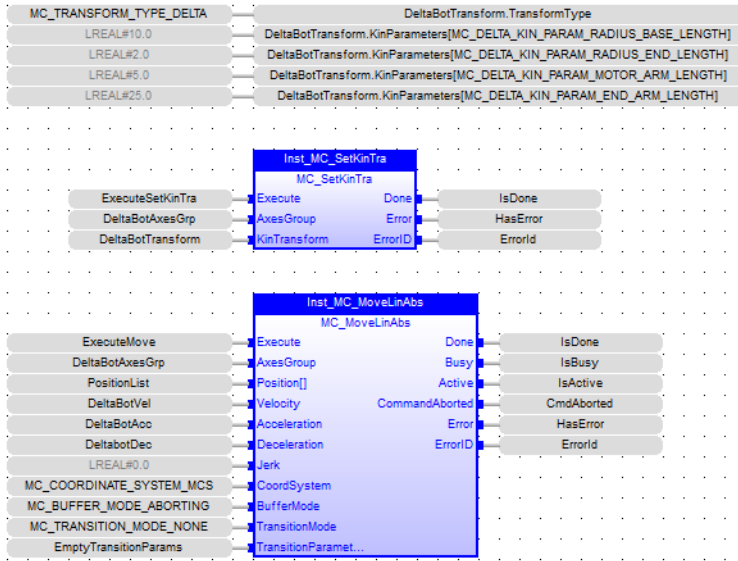 MC_TRANSFORM_TYPE_DELTA DeltaBotTransform.TransformType
LREAL#10.0 DeltaBotTransform.KinParameters[MC_DELTA_KIN_PARAM_RADIUS_BASE_LENGTH]
LREAL#2.0 DeltaBotTransform.KinParameters[MC_DELTA_KIN_PARAM_RADIUS_END_LENGTH]
LREAL#5.0 DeltaBotTransform.KinParameters[MC_DELTA_KIN_PARAM_MOTOR_ARM_LENGTH]
LREAL#25.0 DeltaBotTransform.KinParameters[MC_DELTA_KIN_PARAM_END_ARM_LENGTH]
Inst_MC_SetKinTra
MC_SetKinTra
ExecuteSetKinTra Execute Done IsDone
DeltaBotAxesGrp AxesGroup Error HasError
DeltaBotTransform KinTransform ErrorID ErrorId
Inst_MC_MoveLinAbs
MC_MoveLinAbs
ExecuteMove Execute Done IsDone
DeltaBotAxesGrp AxesGroup Busy IsBusy
PositionList Position[] Active IsActive
DeltaBotVel Velocity CommandAborted CmdAborted
DeltaBotAcc Acceleration Error HasError
DeltabotDec Deceleration ErrorID ErrorId
LREAL#0.0 Jerk
MC_COORDINATE_SYSTEM_MCS CoordSystem
MC_BUFFER_MODE_ABORTING BufferMode
MC_TRANSITION_MODE_NONE TransitionMode
EmptyTransitionParams TransitionParamet...